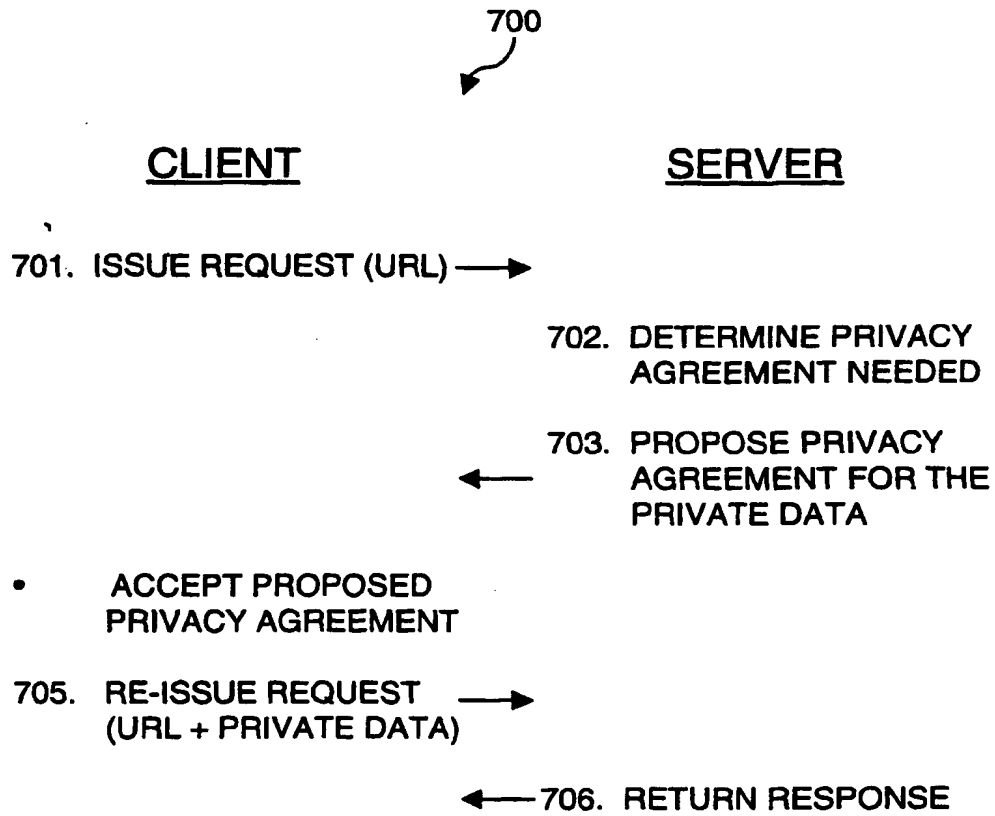 700
CLIENT
SERVER
701. ISSUE REQUEST (URL)
702. DETERMINE PRIVACY
AGREEMENT NEEDED
703. PROPOSE PRIVACY
AGREEMENT FOR THE
PRIVATE DATA
• ACCEPT PROPOSED
PRIVACY AGREEMENT
705. RE-ISSUE REQUEST
(URL + PRIVATE DATA)
706. RETURN RESPONSE